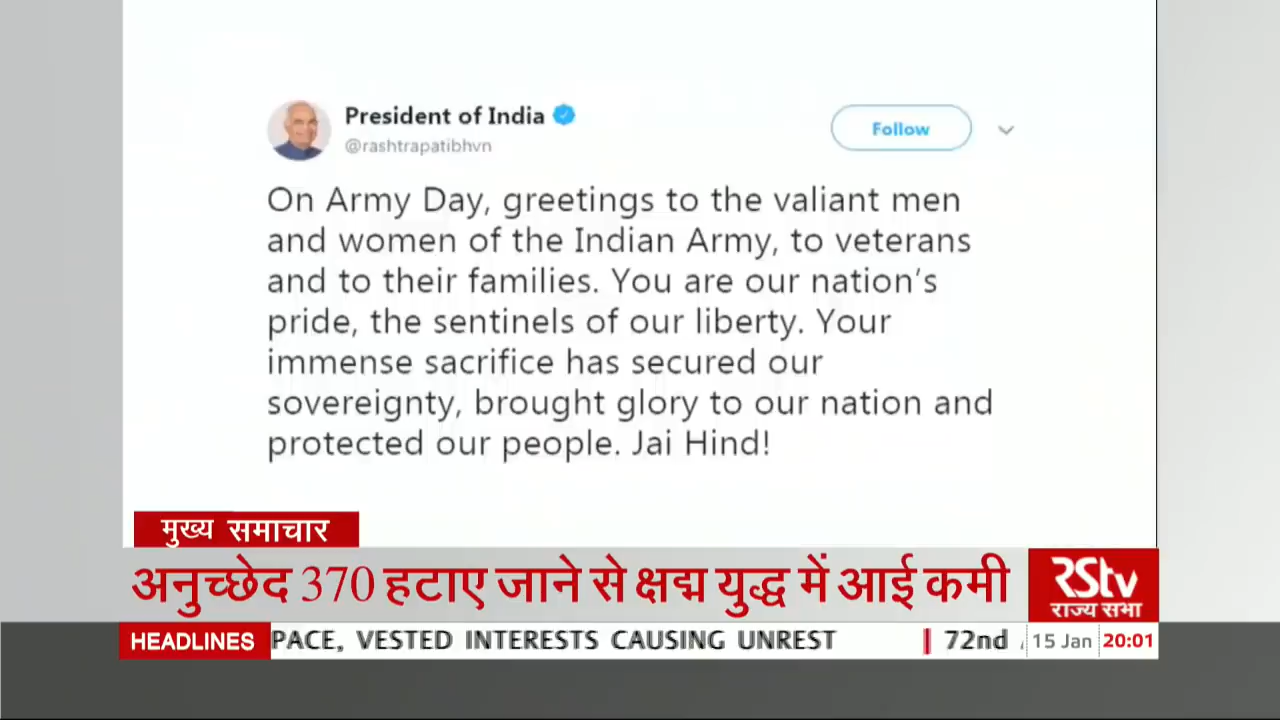 President of India
@rashtrapatibhvn
Follow
On Army Day, greetings to the valiant men
and women of the Indian Army, to veterans
and to their families. You are our nation's
pride, the sentinels of our liberty. Your
immense sacrifice has secured our
sovereignty, brought glory to our nation and
protected our people. Jai Hind!
मुख्य समाचार
अनुच्छेद 370 हटाए जाने से क्षद्म युद्ध में आई कमी
RStv
राज्य सभा
HEADLINES PACE, VESTED INTERESTS CAUSING UNREST | 72nd 15 Jan 20:01